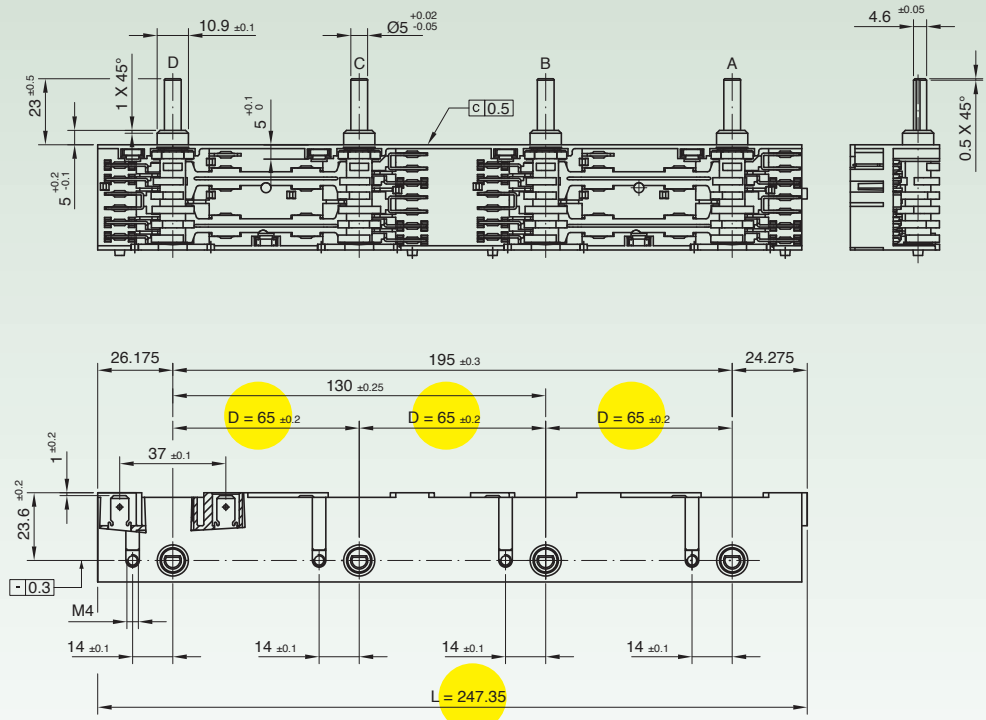 10.9 ±0.1
Ø5 +0.02 -0.05
4.6 ±0.05
D
C
B
A
23 ±0.5
1 X 45°
5 +0.1 0
c 0.5
0.5 X 45°
5 +0.2 -0.1
26.175
195 ±0.3
24.275
130 ±0.25
D = 65 ±0.2
D = 65 ±0.2
D = 65 ±0.2
1 ±0.2
37 ±0.1
23.6 ±0.2
- 0.3
M4
14 ±0.1
14 ±0.1
14 ±0.1
14 ±0.1
L = 247.35